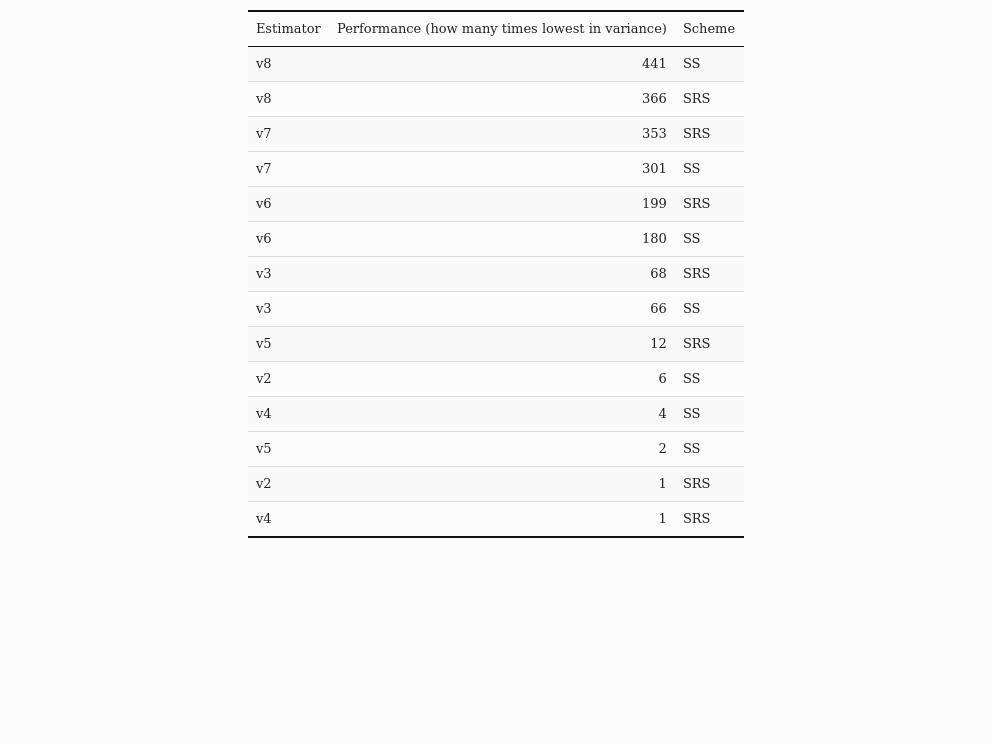 Estimator Performance (how many times lowest in variance) Scheme
v8 441 SS
v8 366 SRS
v7 353 SRS
v7 301 SS
v6 199 SRS
v6 180 SS
v3 68 SRS
v3 66 SS
v5 12 SRS
v2 6 SS
v4 4 SS
v5 2 SS
v2 1 SRS
v4 1 SRS